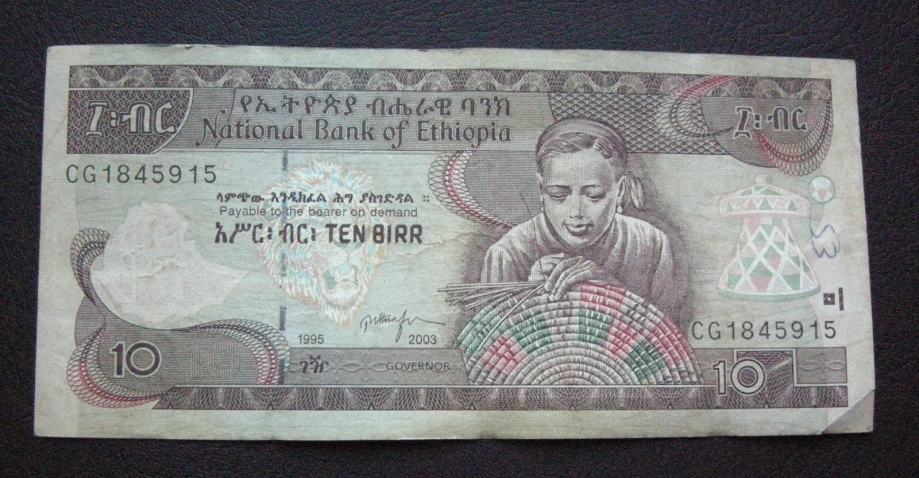 ፲፡ብር
የኢትዮጵያ ብሔራዊ ባንክ
፲፡ብር
National Bank of Ethiopia
CG1845915
ላምጭው እንዲከፈል ሕግ ያስገድዳል ።
Payable to the bearer on demand
አሥር፡ ብር፡ TEN BIRR
53
1995
2003
CG1845915
10
ገዥ
GOVERNOR
10